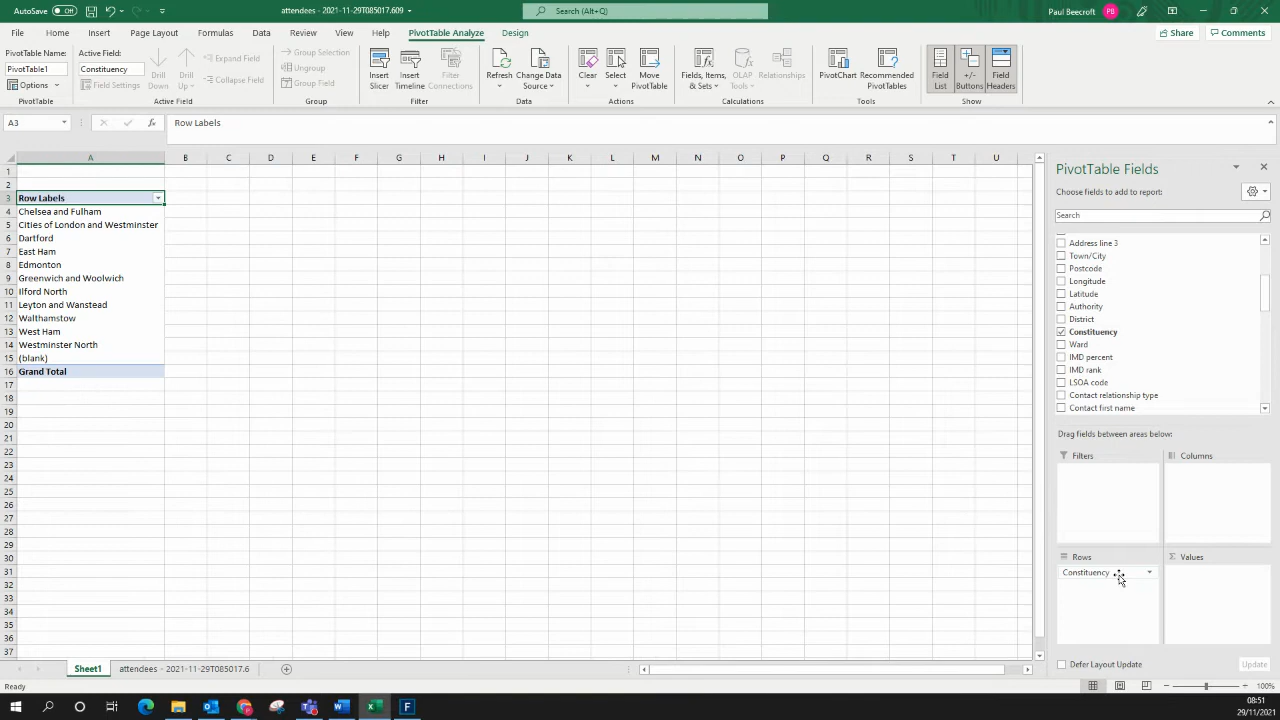 AutoSave Off
attendees - 2021-11-29T085017.609
Search (Alt+Q)
Paul Beecroft PB
File Home Insert Page Layout Formulas Data Review View Help PivotTable Analyze Design Share Comments
PivotTable Name:
PivotTable1
Options
PivotTable
Active Field:
Constituency
Field Settings
Drill Down
Drill Up
Expand Field
Collapse Field
Active Field
Group Selection
Ungroup
Group Field
Group
Insert Slicer
Insert Timeline
Filter Connections
Filter
Refresh
Change Data Source
Data
Clear
Select
Move PivotTable
Actions
Fields, Items, & Sets
OLAP Tools
Relationships
Calculations
PivotChart
Recommended PivotTables
Tools
Field List
+/- Buttons
Field Headers
Show
A3
fx
Row Labels
A B C D E F G H I J K L M N O P Q R S T U
1
2
3 Row Labels
4 Chelsea and Fulham
5 Cities of London and Westminster
6 Dartford
7 East Ham
8 Edmonton
9 Greenwich and Woolwich
10 Ilford North
11 Leyton and Wanstead
12 Walthamstow
13 West Ham
14 Westminster North
15 (blank)
16 Grand Total
17
18
19
20
21
22
23
24
25
26
27
28
29
30
31
32
33
34
35
36
37
PivotTable Fields
Choose fields to add to report:
Search
Address line 3
Town/City
Postcode
Longitude
Latitude
Authority
District
Constituency
Ward
IMD percent
IMD rank
LSOA code
Contact relationship type
Contact first name
Drag fields between areas below:
Filters
Columns
Rows
Σ Values
Constituency
Defer Layout Update
Update
Sheet1
attendees - 2021-11-29T085017.6
Ready
100%
08:51
29/11/2021